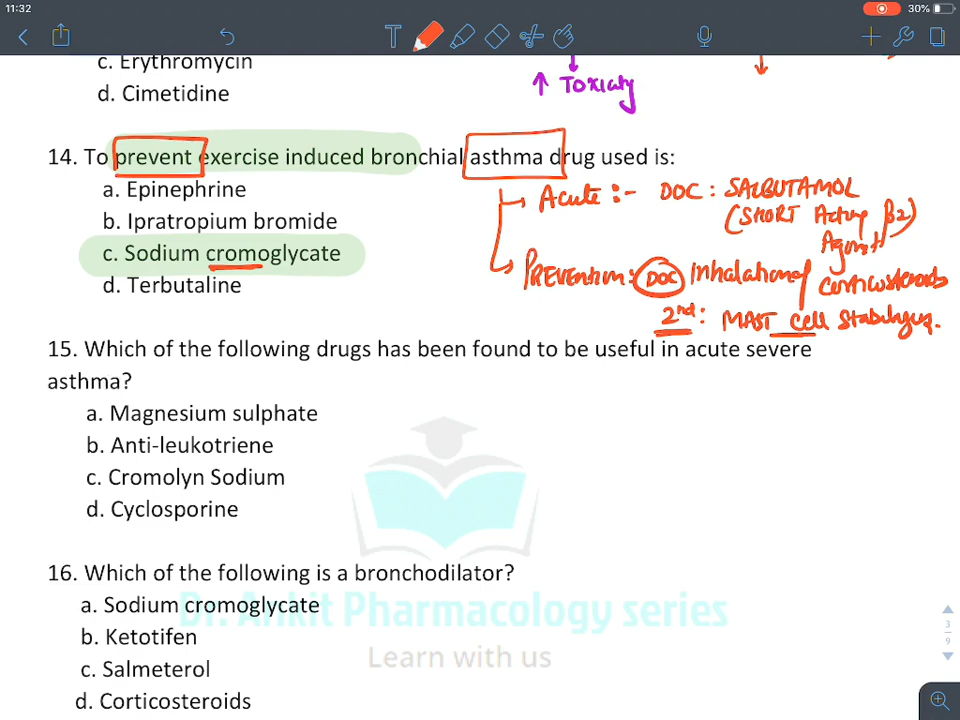 11:32
30%
T
c. Erythromycin
d. Cimetidine
↑ Toxicity
14. To prevent exercise induced bronchial asthma drug used is:
a. Epinephrine
b. Ipratropium bromide
c. Sodium cromoglycate
d. Terbutaline
Acute :- DOC : SALBUTAMOL
(SHORT Acting β2)
Agonist
PREVENTION: DOC Inhalational
Corticosteroids
2nd: MAST cell Stabilizers.
15. Which of the following drugs has been found to be useful in acute severe
asthma?
a. Magnesium sulphate
b. Anti-leukotriene
c. Cromolyn Sodium
d. Cyclosporine
16. Which of the following is a bronchodilator?
a. Sodium cromoglycate
b. Ketotifen
c. Salmeterol
d. Corticosteroids
Dr. Ankit Pharmacology series
Learn with us
3
9